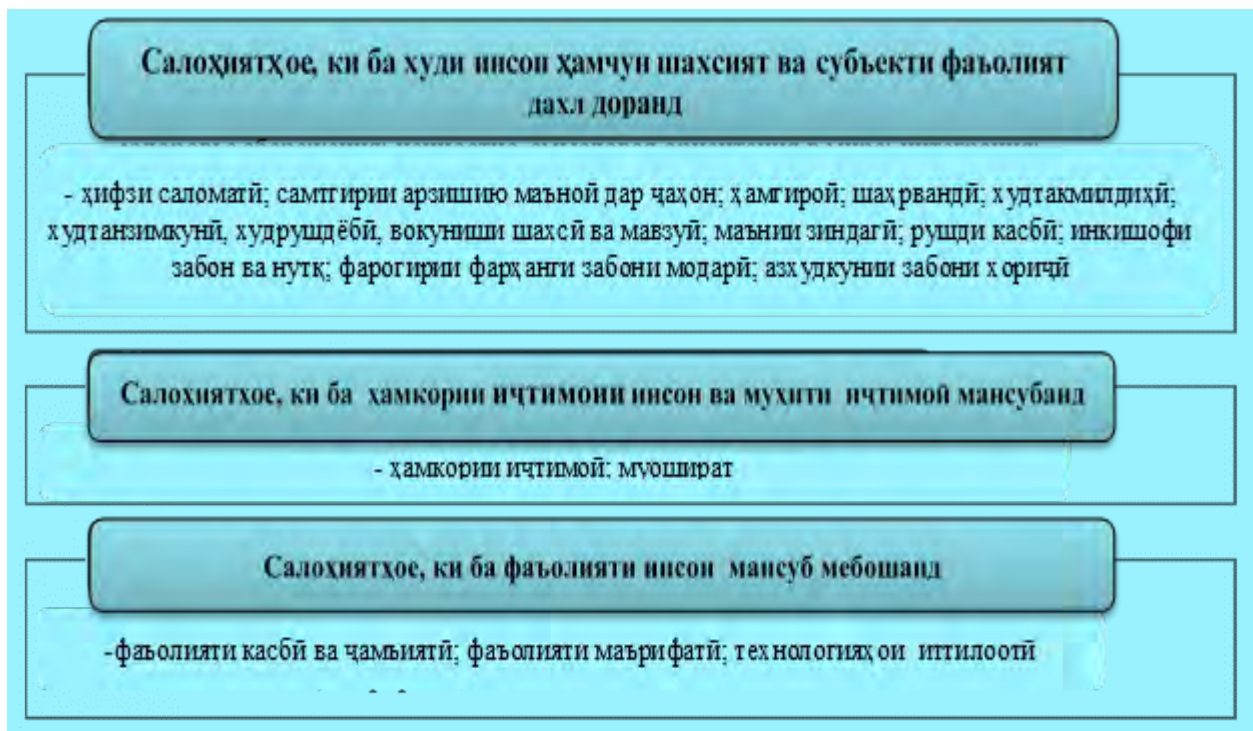 Салоҳиятҳое, ки ба худи инсон ҳамчун шахсият ва субъекти фаъолият
дахл доранд
- ҳифзи саломатӣ; самтгирии арзишию маъноӣ дар ҷаҳон; ҳамгироӣ; шаҳрвандӣ; худтакмилдиҳӣ;
худтанзимкунӣ, худрушдёбӣ, вокуниши шахсӣ ва мавзуӣ; маънии зиндагӣ; рушди касбӣ; инкишофи
забон ва нутқ; фарогирии фарҳанги забони модарӣ; азхудкунии забони хориҷӣ
Салоҳиятхое, ки ба ҳамкории иҷтимоии инсон ва муҳити иҷтимоӣ мансубанд
- ҳамкории иҷтимоӣ; муошират
Салоҳиятҳое, ки ба фаъолияти инсон мансуб мебошанд
-фаъолияти касбӣ ва ҷамъиятӣ; фаъолияти маърифатӣ; технологияҳои иттилоотӣ